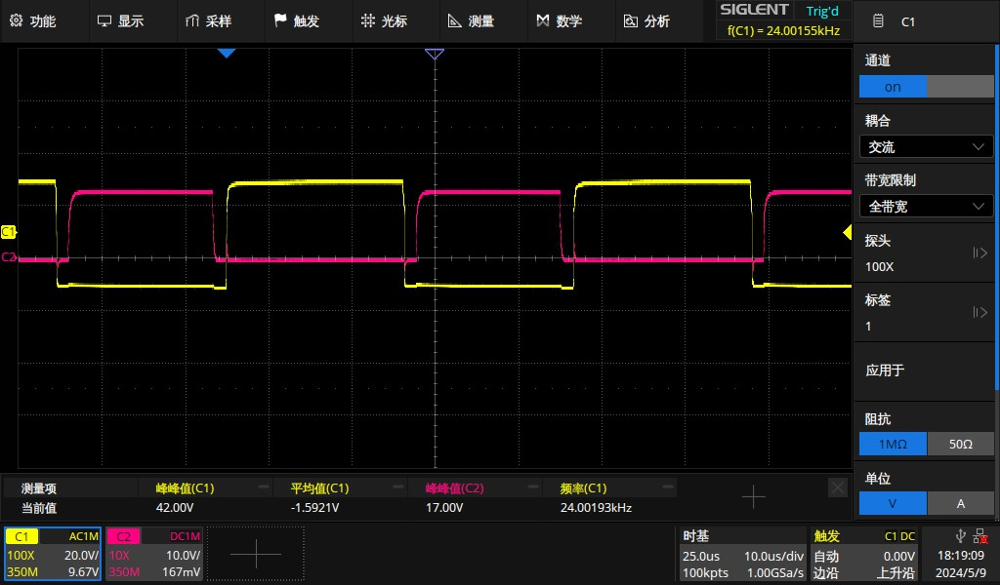 功能 显示 采样 触发 光标 测量 数学 分析
SIGLENT Trig'd
f(C1) = 24.00155kHz
C1
通道
on
耦合
交流
带宽限制
全带宽
探头
100X
标签
1
应用于
阻抗
1MΩ 50Ω
单位
V A
C1
C2
测量项 峰峰值(C1) 平均值(C1) 峰峰值(C2) 频率(C1)
当前值 42.00V -1.5921V 17.00V 24.00193kHz
C1 AC1M
100X 20.0V/
350M 9.67V
C2 DC1M
10X 10.0V/
350M 167mV
时基
25.0us 10.0us/div
100kpts 1.00GSa/s
触发 C1 DC
自动 0.00V
边沿 上升沿
18:19:09
2024/5/9